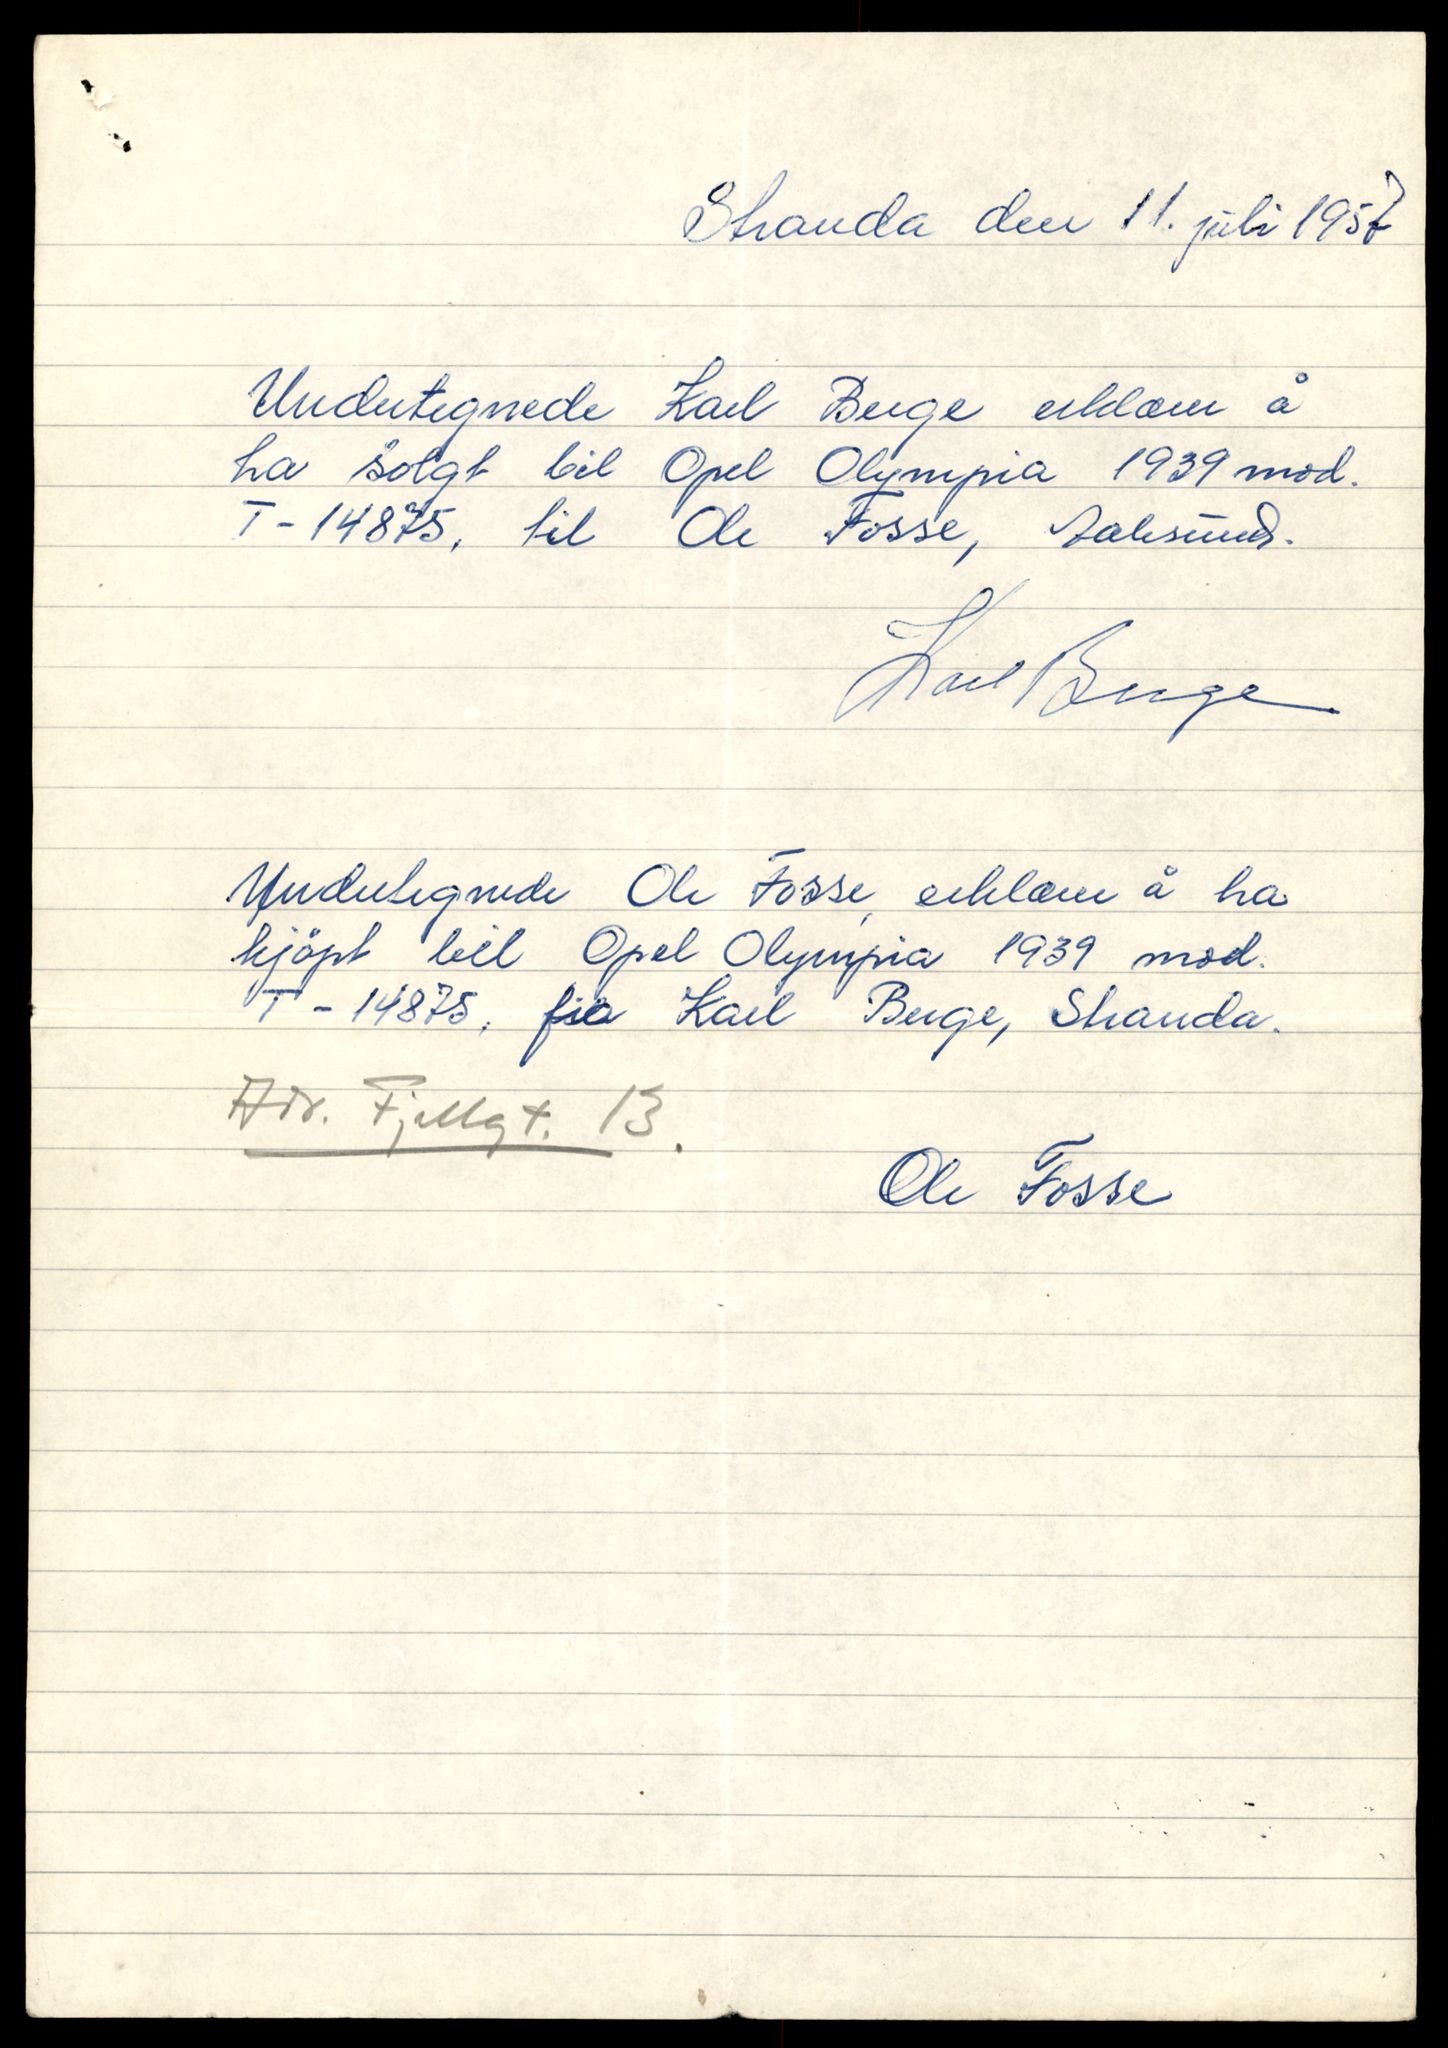 Stranda den 11. juli 1957
Undertegnede Karl Berge erklærer å
ha solgt bil Opel Olympia 1939 mod.
T-14875, til Ole Fosse, Aalesund.
Karl Berge
Undertegnede Ole Fosse, erklærer å ha
kjöpt bil Opel Olympia 1939 mod.
T-14875, fra Karl Berge, Stranda.
Adr. Fjellgt. 13.
Ole Fosse